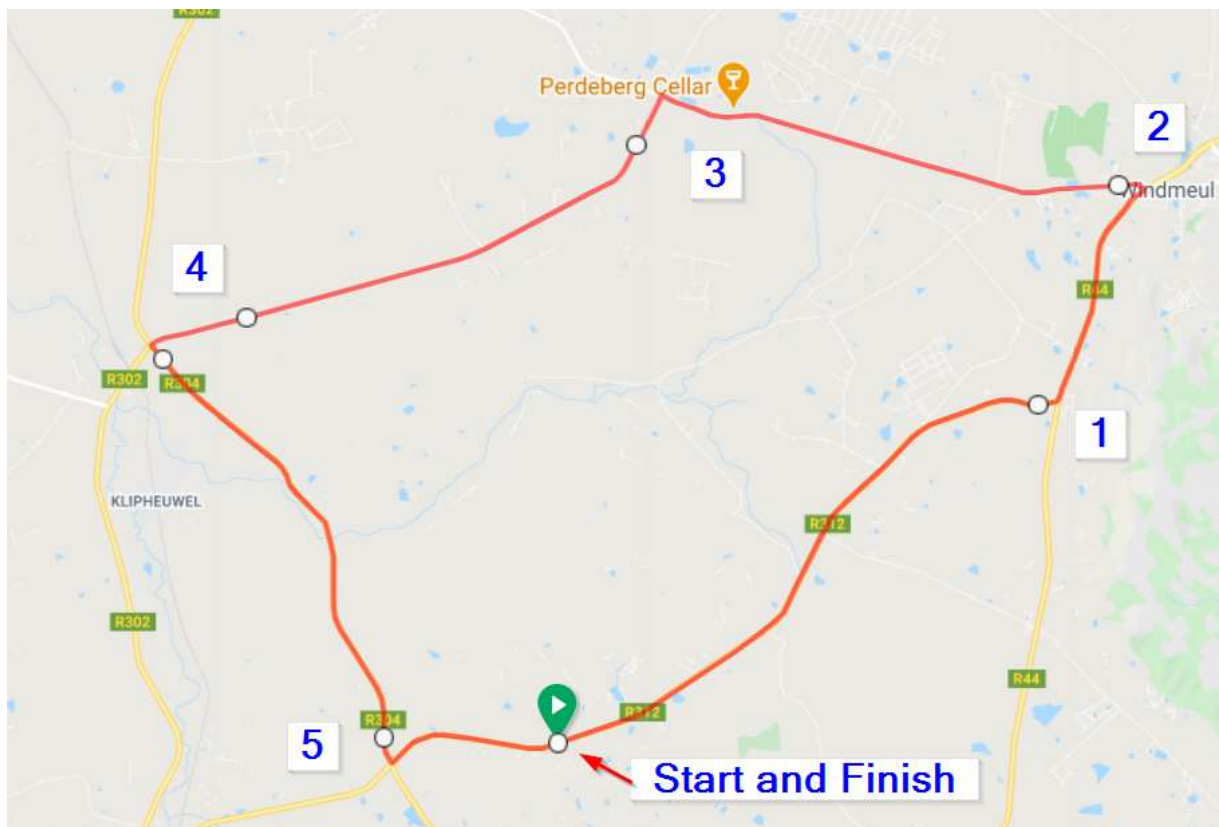 R302
Perdeberg Cellar
2
Windmeul
3
4
R44
R302
R304
1
KLIPHEUWEL
R312
R302
R44
R304
R312
5
Start and Finish